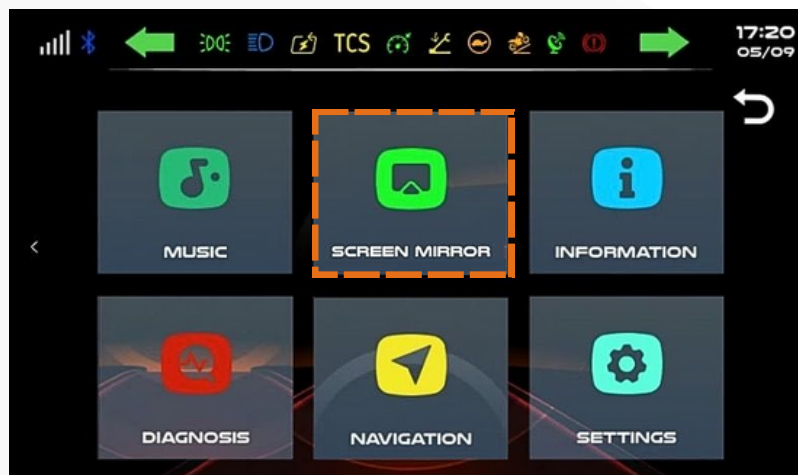 TCS
17:20
05/09
MUSIC
SCREEN MIRROR
INFORMATION
DIAGNOSIS
NAVIGATION
SETTINGS